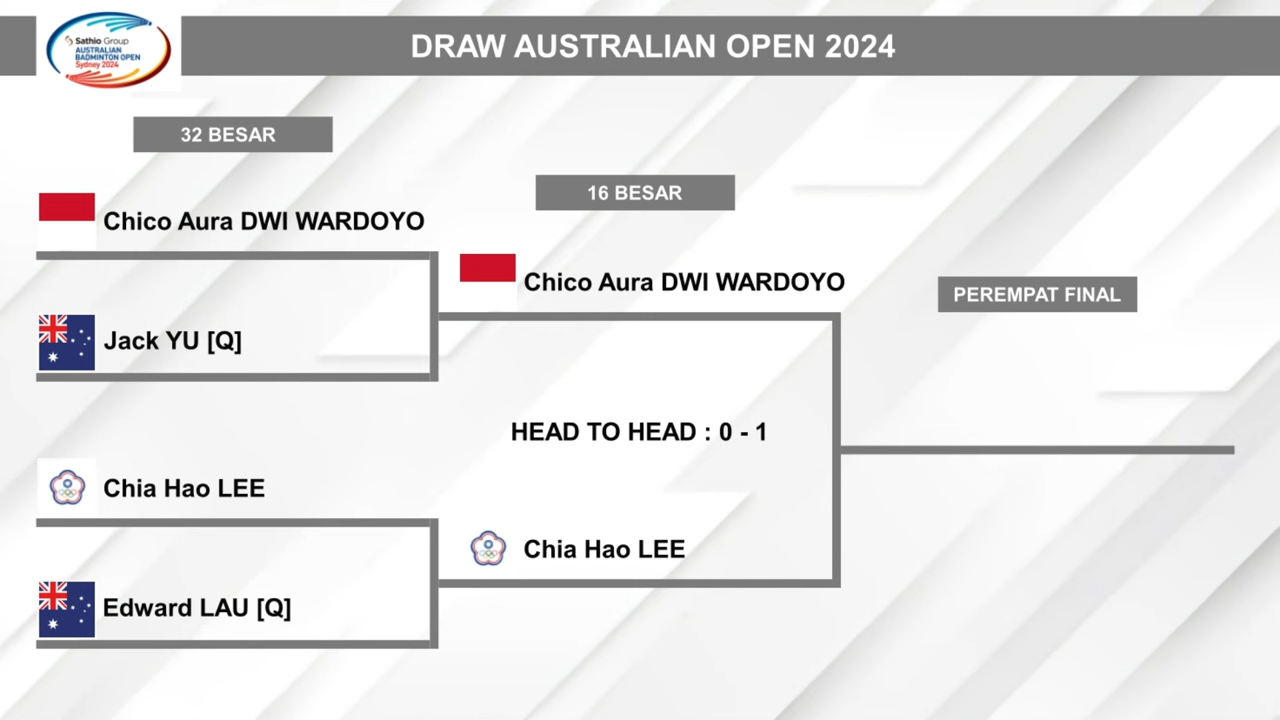 Sathio Group
AUSTRALIAN
BADMINTON OPEN
Sydney 2024
DRAW AUSTRALIAN OPEN 2024
32 BESAR
Chico Aura DWI WARDOYO
Jack YU [Q]
Chia Hao LEE
Edward LAU [Q]
16 BESAR
Chico Aura DWI WARDOYO
HEAD TO HEAD : 0 - 1
Chia Hao LEE
PEREMPAT FINAL